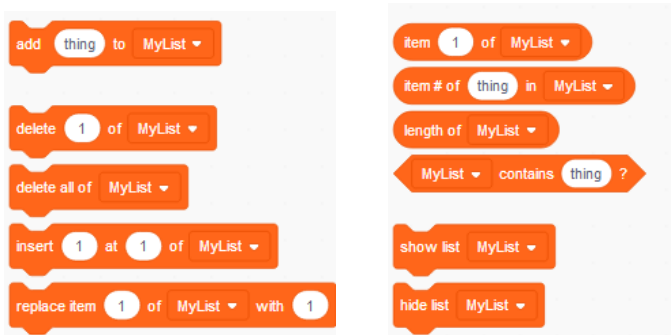 add thing to MyList
delete 1 of MyList
delete all of MyList
insert 1 at 1 of MyList
replace item 1 of MyList with 1
item 1 of MyList
item # of thing in MyList
length of MyList
MyList contains thing ?
show list MyList
hide list MyList